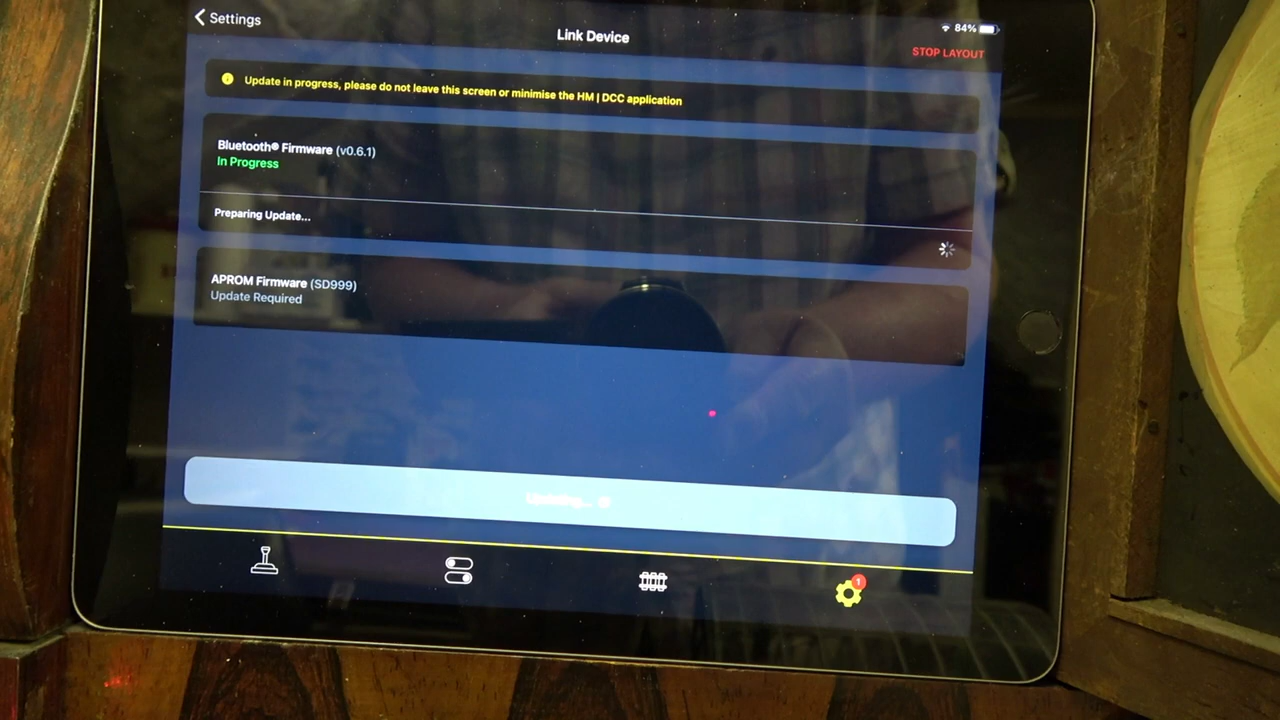 Settings
Link Device
84%
STOP LAYOUT
Update in progress, please do not leave this screen or minimise the HM | DCC application
Bluetooth® Firmware (v0.6.1)
In Progress
Preparing Update...
APROM Firmware (SD999)
Update Required
Updating...
1